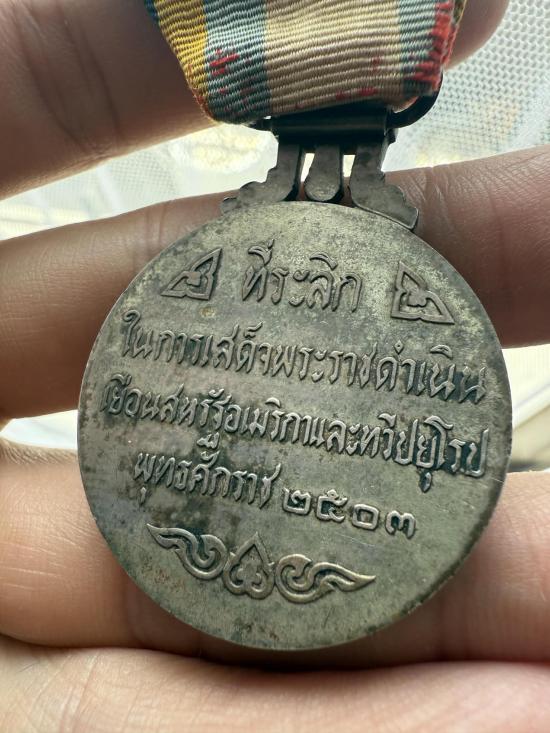 ที่ระลึก
ในการเสด็จพระราชดำเนิน
เยือนสหรัฐอเมริกาและทวีปยุโรป
พุทธศักราช ๒๕๐๓